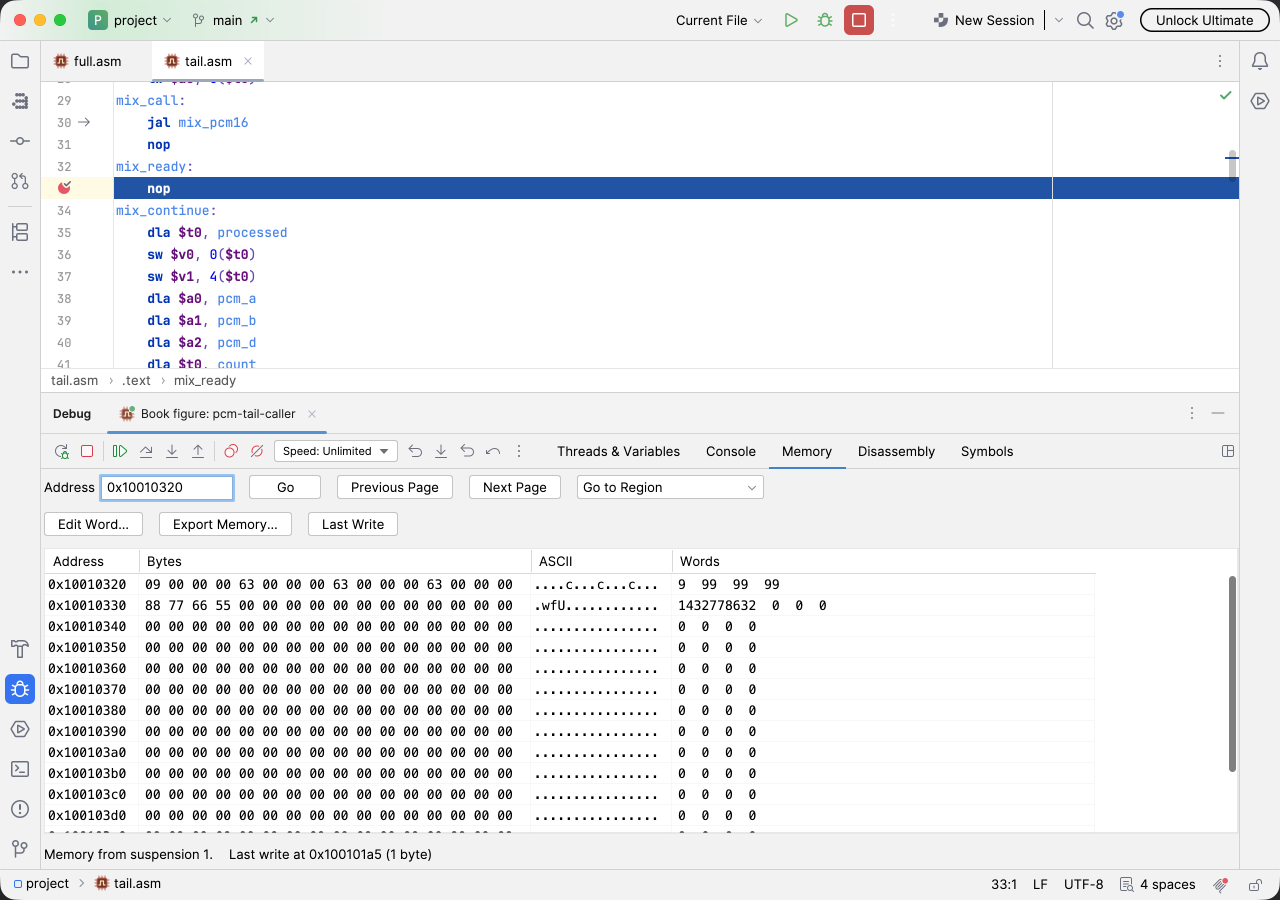 P project main Current File New Session Unlock Ultimate
full.asm tail.asm
29 mix_call:
30 jal mix_pcm16
31 nop
32 mix_ready:
nop
34 mix_continue:
35 dla $t0, processed
36 sw $v0, 0($t0)
37 sw $v1, 4($t0)
38 dla $a0, pcm_a
39 dla $a1, pcm_b
40 dla $a2, pcm_d
41 dla $t0, count
tail.asm › .text › mix_ready
Debug Book figure: pcm-tail-caller
Speed: Unlimited Threads & Variables Console Memory Disassembly Symbols
Address 0x10010320 Go Previous Page Next Page Go to Region
Edit Word... Export Memory... Last Write
Address Bytes ASCII Words
0x10010320 09 00 00 00 63 00 00 00 63 00 00 00 63 00 00 00 ....c...c...c... 9 99 99 99
0x10010330 88 77 66 55 00 00 00 00 00 00 00 00 00 00 00 00 .wfU............ 1432778632 0 0 0
0x10010340 00 00 00 00 00 00 00 00 00 00 00 00 00 00 00 00 ................ 0 0 0 0
0x10010350 00 00 00 00 00 00 00 00 00 00 00 00 00 00 00 00 ................ 0 0 0 0
0x10010360 00 00 00 00 00 00 00 00 00 00 00 00 00 00 00 00 ................ 0 0 0 0
0x10010370 00 00 00 00 00 00 00 00 00 00 00 00 00 00 00 00 ................ 0 0 0 0
0x10010380 00 00 00 00 00 00 00 00 00 00 00 00 00 00 00 00 ................ 0 0 0 0
0x10010390 00 00 00 00 00 00 00 00 00 00 00 00 00 00 00 00 ................ 0 0 0 0
0x100103a0 00 00 00 00 00 00 00 00 00 00 00 00 00 00 00 00 ................ 0 0 0 0
0x100103b0 00 00 00 00 00 00 00 00 00 00 00 00 00 00 00 00 ................ 0 0 0 0
0x100103c0 00 00 00 00 00 00 00 00 00 00 00 00 00 00 00 00 ................ 0 0 0 0
0x100103d0 00 00 00 00 00 00 00 00 00 00 00 00 00 00 00 00 ................ 0 0 0 0
Memory from suspension 1. Last write at 0x100101a5 (1 byte)
project › tail.asm 33:1 LF UTF-8 4 spaces